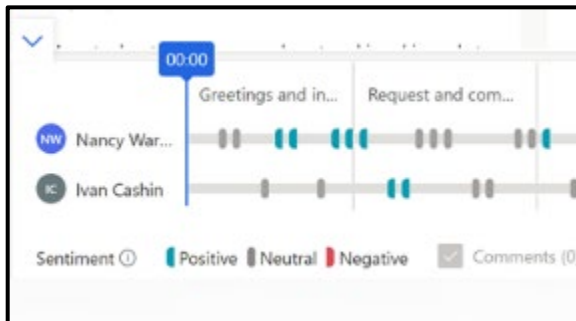 00:00
Greetings and in... Request and com...
NW Nancy War...
IC Ivan Cashin
Sentiment Positive Neutral Negative Comments (0